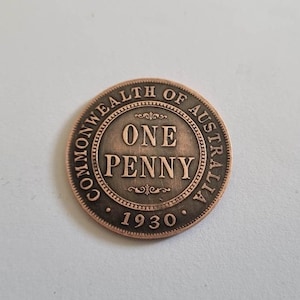 COMMONWEALTH OF AUSTRALIA
ONE
PENNY
· 1930 ·